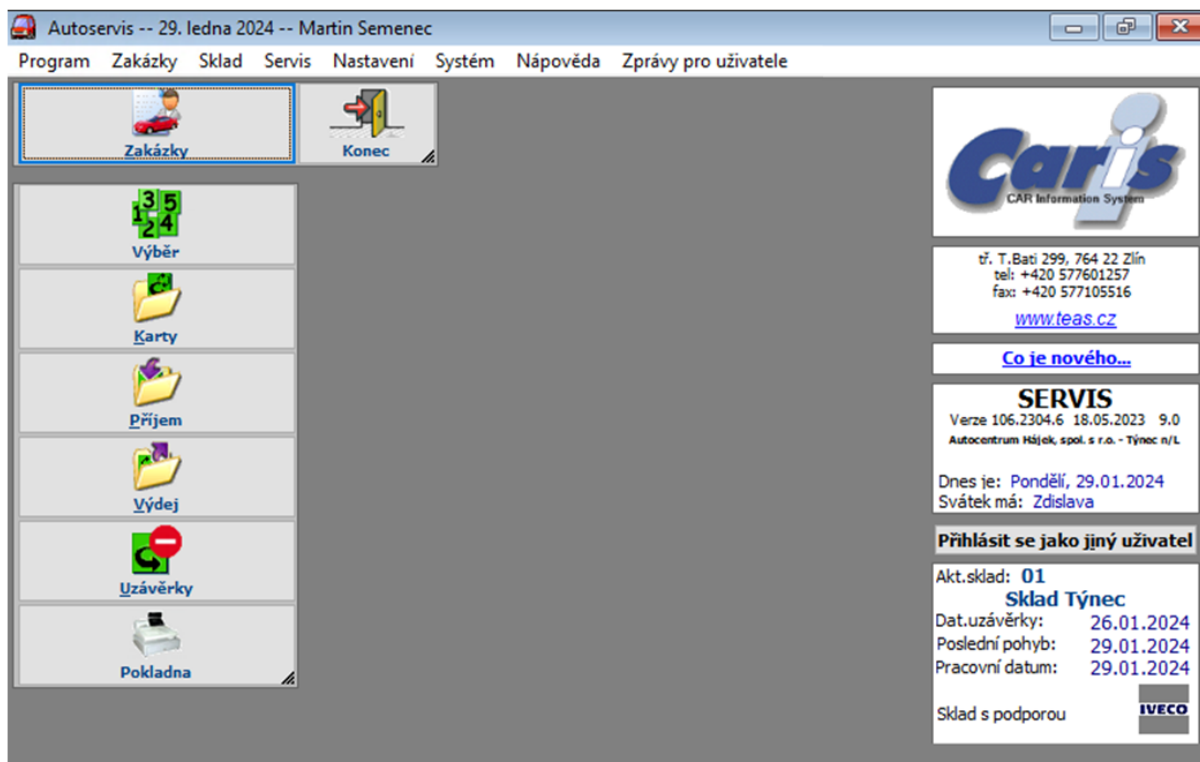 Autoservis -- 29. ledna 2024 -- Martin Semenec
Program Zakázky Sklad Servis Nastavení Systém Nápověda Zprávy pro uživatele
Zakázky
Konec
1 3 5 2 4
Výběr
Karty
Příjem
Výdej
Uzávěrky
Pokladna
Caris
CAR Information System
tř. T.Bati 299, 764 22 Zlín
tel: +420 577601257
fax: +420 577105516
www.teas.cz
Co je nového...
SERVIS
Verze 106.2304.6 18.05.2023 9.0
Autocentrum Hájek, spol. s r.o. - Týnec n/L
Dnes je: Pondělí, 29.01.2024
Svátek má: Zdislava
Přihlásit se jako jiný uživatel
Akt.sklad: 01
Sklad Týnec
Dat.uzávěrky: 26.01.2024
Poslední pohyb: 29.01.2024
Pracovní datum: 29.01.2024
Sklad s podporou IVECO